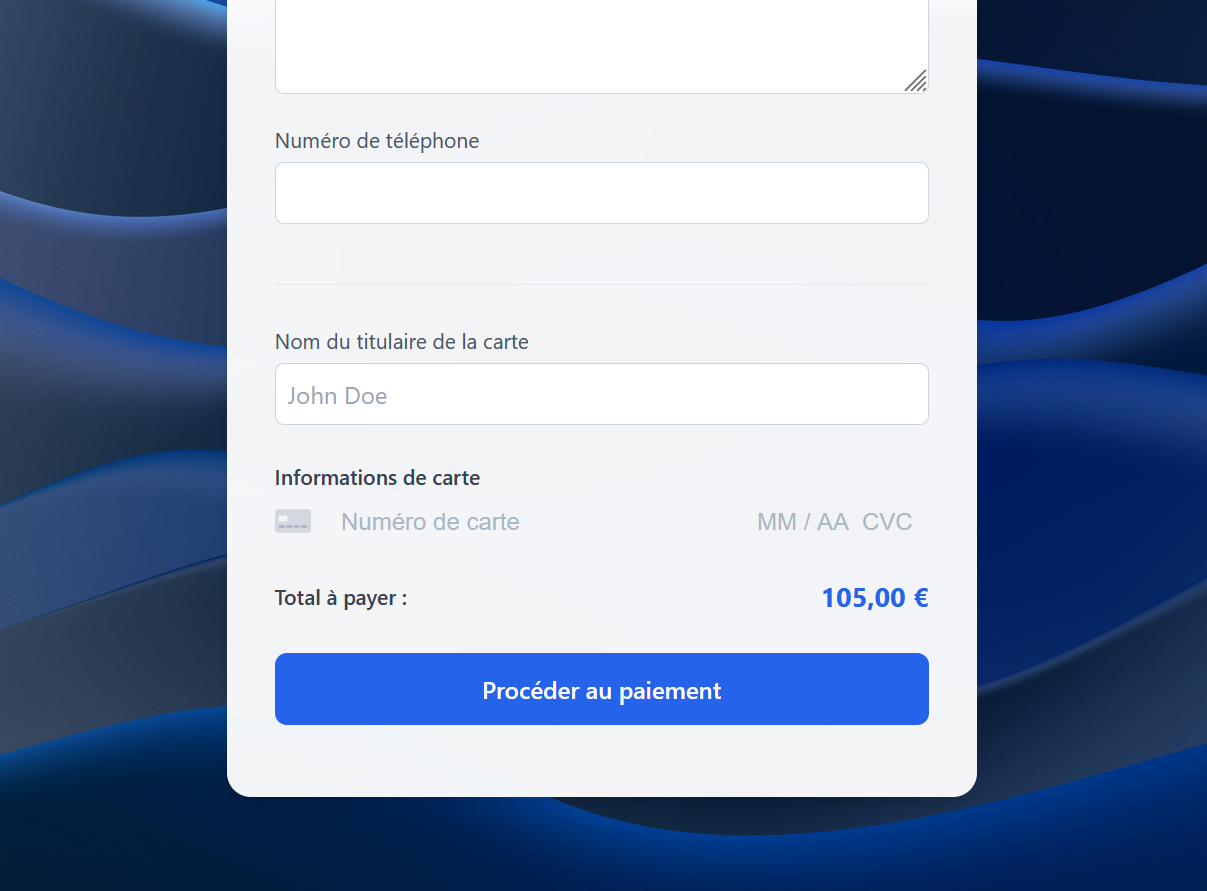 Numéro de téléphone
Nom du titulaire de la carte
John Doe
Informations de carte
Numéro de carte MM / AA CVC
Total à payer : 105,00 €
Procéder au paiement